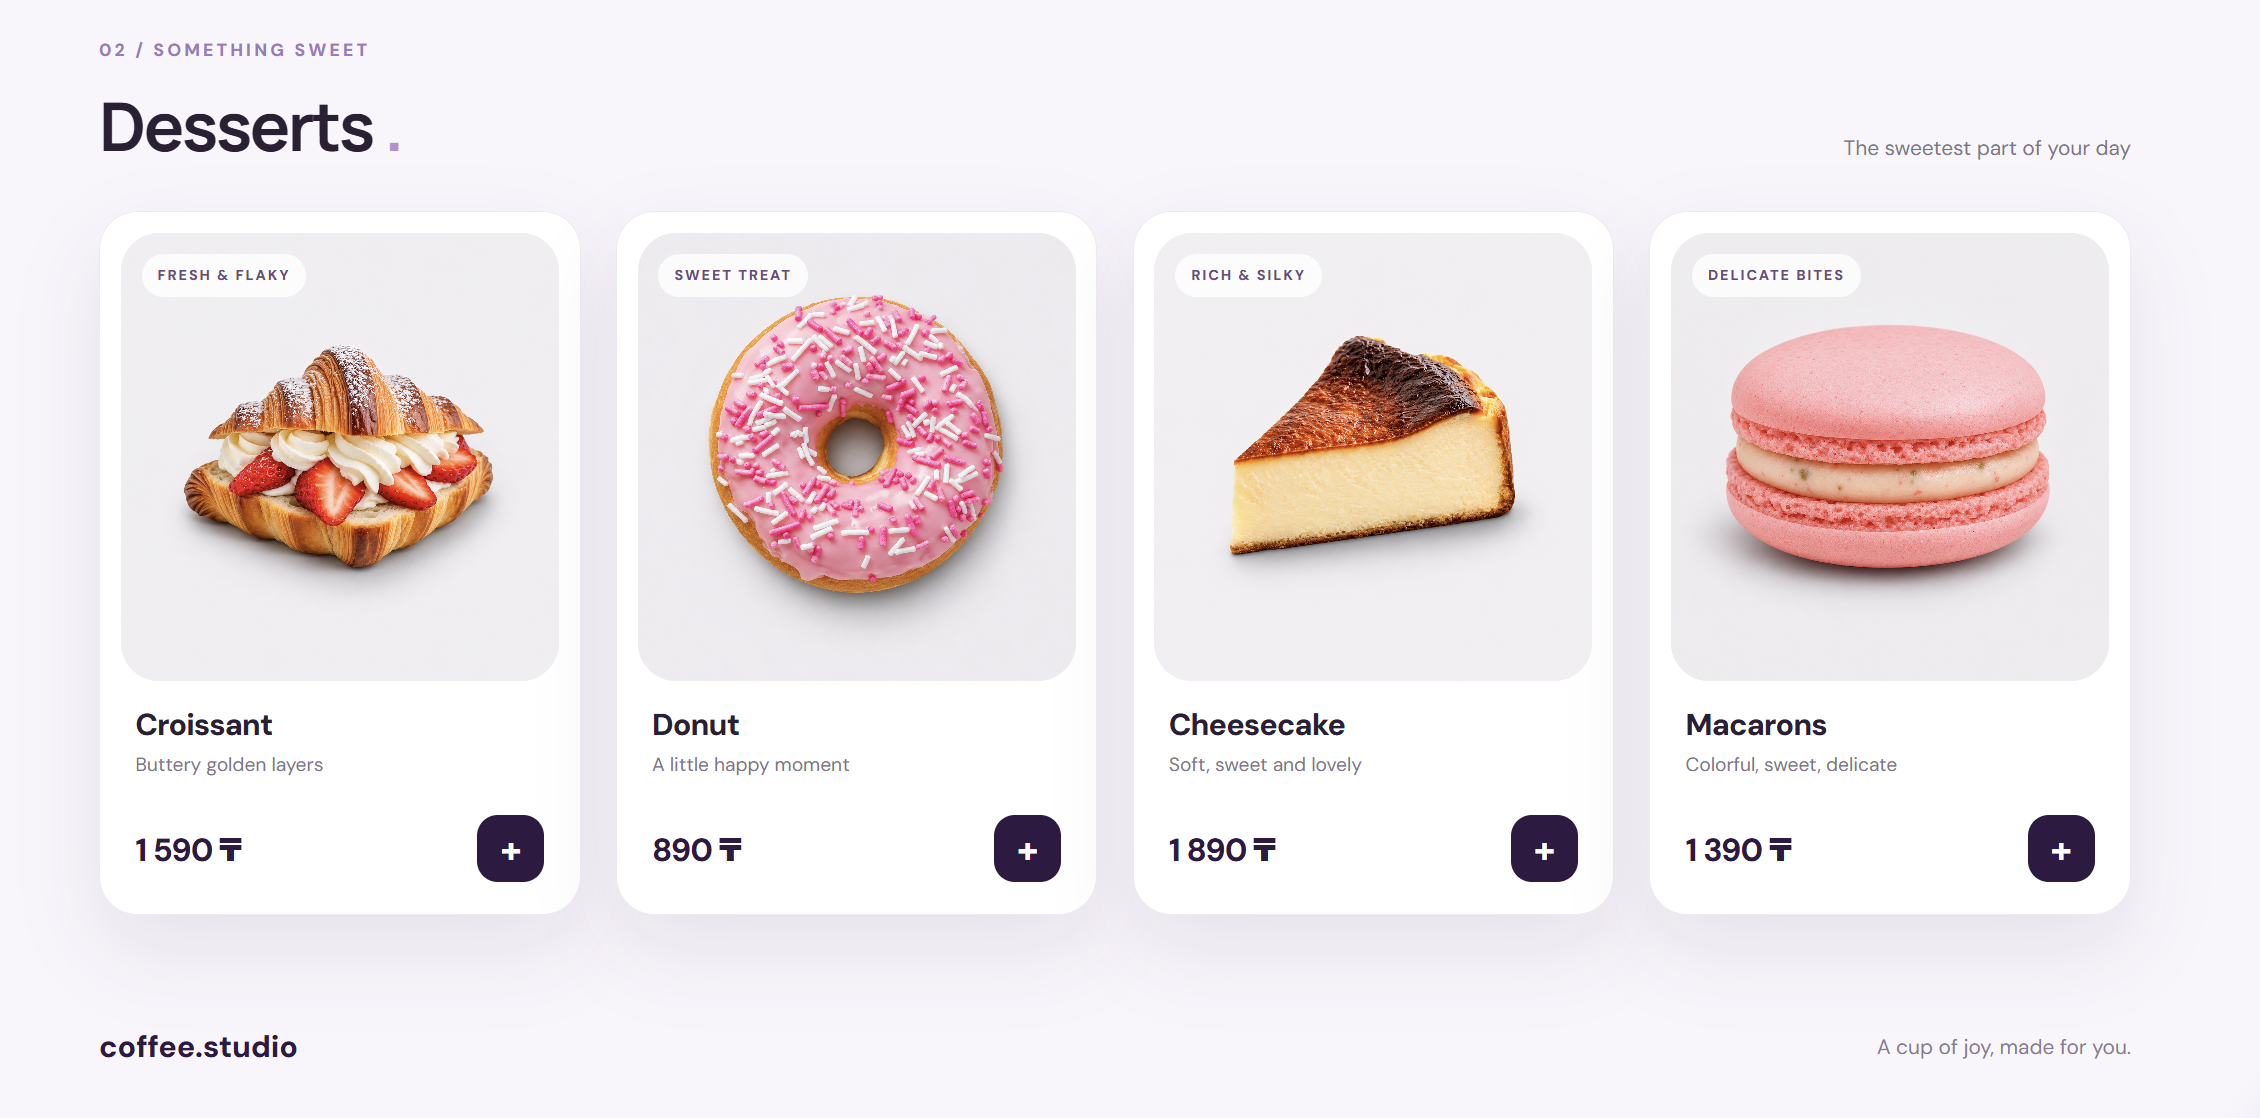 02 / SOMETHING SWEET
Desserts .
The sweetest part of your day
FRESH & FLAKY
Croissant
Buttery golden layers
1 590 ₸
+
SWEET TREAT
Donut
A little happy moment
890 ₸
+
RICH & SILKY
Cheesecake
Soft, sweet and lovely
1 890 ₸
+
DELICATE BITES
Macarons
Colorful, sweet, delicate
1 390 ₸
+
coffee.studio
A cup of joy, made for you.